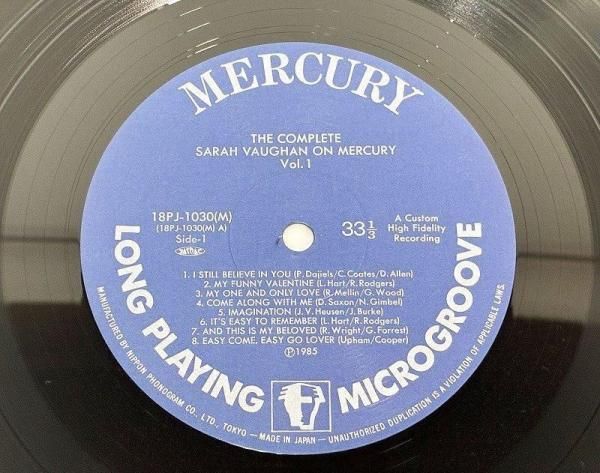 MERCURY
THE COMPLETE
SARAH VAUGHAN ON MERCURY
Vol.1
18PJ-1030(M)
(18PJ-1030(M) A)
Side-1
33 1/3
A Custom
High Fidelity
Recording
1. I STILL BELIEVE IN YOU (P.Dajiels/C.Coates/D.Allen)
2. MY FUNNY VALENTINE (L.Hart/R.Rodgers)
3. MY ONE AND ONLY LOVE (R.Mellin/G.Wood)
4. COME ALONG WITH ME (D.Saxon/N.Gimbel)
5. IMAGINATION (J.V.Heusen/J.Burke)
6. IT'S EASY TO REMEMBER (L.Hart/R.Rodgers)
7. AND THIS IS MY BELOVED (R.Wright/G.Forrest)
8. EASY COME, EASY GO LOVER (Upham/Cooper)
Ⓟ1985
LONG PLAYING MICROGROOVE
MANUFACTURED BY NIPPON PHONOGRAM CO., LTD., TOKYO — MADE IN JAPAN — UNAUTHORIZED DUPLICATION IS A VIOLATION OF APPLICABLE LAWS.